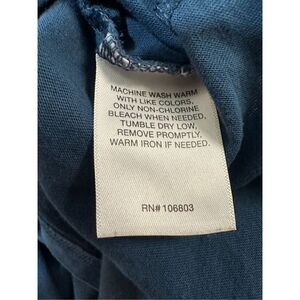 MACHINE WASH WARM
WITH LIKE COLORS,
ONLY NON-CHLORINE
BLEACH WHEN NEEDED,
TUMBLE DRY LOW,
REMOVE PROMPTLY,
WARM IRON IF NEEDED.
RN# 106803